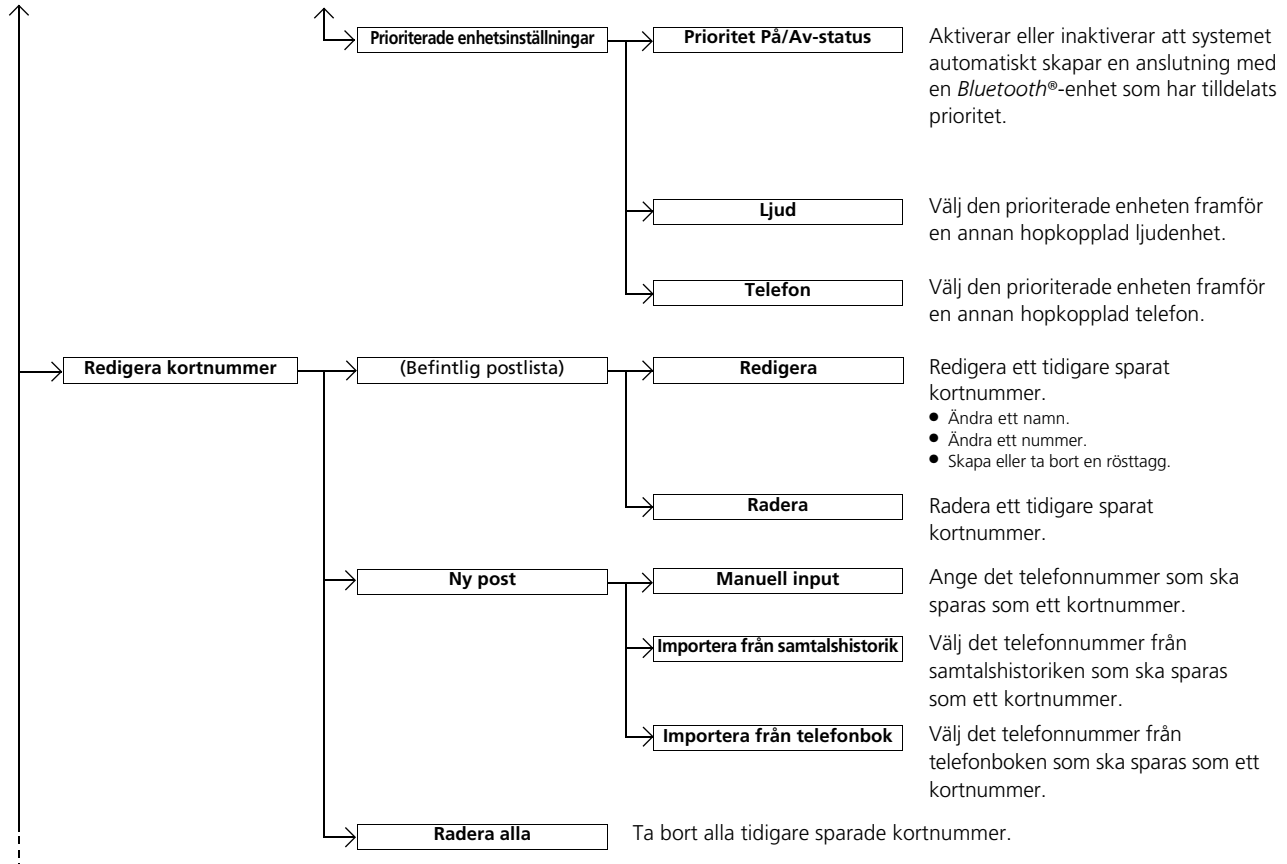 Prioriterade enhetsinställningar
Prioritet På/Av-status
Aktiverar eller inaktiverar att systemet
automatiskt skapar en anslutning med
en Bluetooth®-enhet som har tilldelats
prioritet.
Ljud
Välj den prioriterade enheten framför
en annan hopkopplad ljudenhet.
Telefon
Välj den prioriterade enheten framför
en annan hopkopplad telefon.
Redigera kortnummer
(Befintlig postlista)
Redigera
Redigera ett tidigare sparat
kortnummer.
● Ändra ett namn.
● Ändra ett nummer.
● Skapa eller ta bort en rösttagg.
Radera
Radera ett tidigare sparat
kortnummer.
Ny post
Manuell input
Ange det telefonnummer som ska
sparas som ett kortnummer.
Importera från samtalshistorik
Välj det telefonnummer från
samtalshistoriken som ska sparas
som ett kortnummer.
Importera från telefonbok
Välj det telefonnummer från
telefonboken som ska sparas som ett
kortnummer.
Radera alla
Ta bort alla tidigare sparade kortnummer.